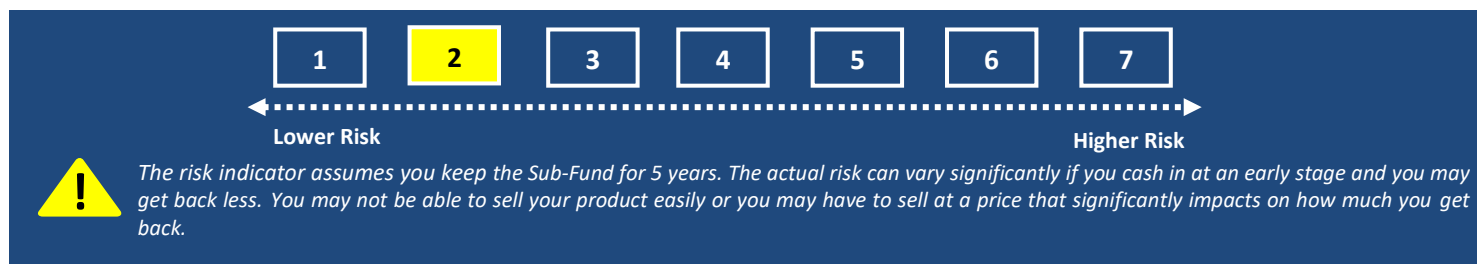 1 2 3 4 5 6 7
Lower Risk Higher Risk
! The risk indicator assumes you keep the Sub-Fund for 5 years. The actual risk can vary significantly if you cash in at an early stage and you may
get back less. You may not be able to sell your product easily or you may have to sell at a price that significantly impacts on how much you get
back.